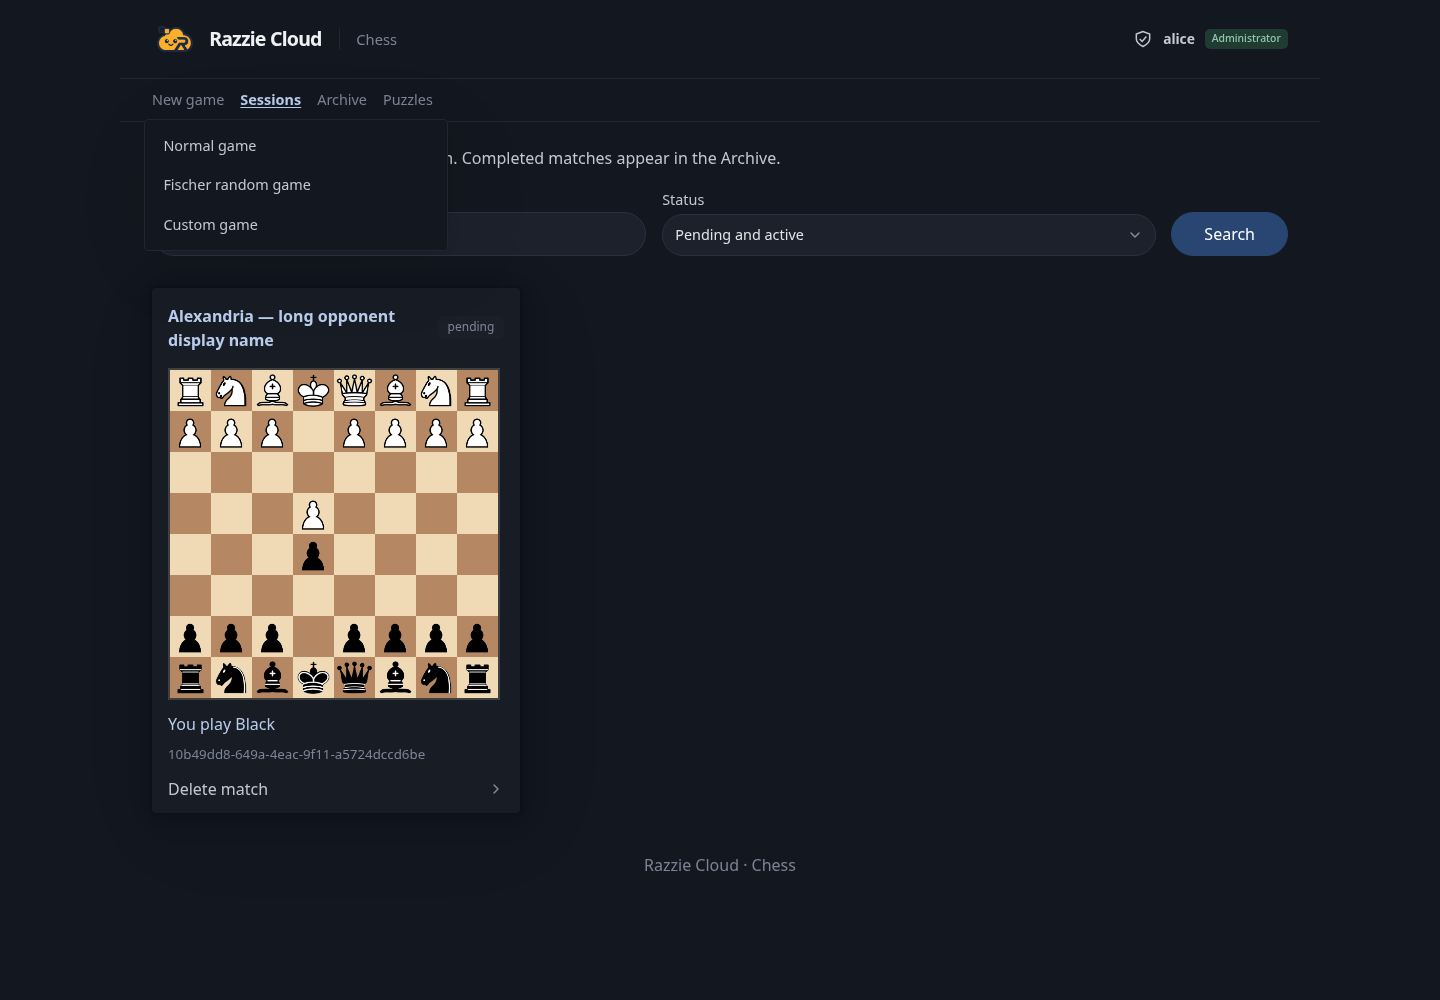 Razzie Cloud
Chess
alice
Administrator
New game
Sessions
Archive
Puzzles
Normal game
Fischer random game
Custom game
. Completed matches appear in the Archive.
Status
Pending and active
Search
Alexandria — long opponent
display name
pending
You play Black
10b49dd8-649a-4eac-9f11-a5724dccd6be
Delete match
Razzie Cloud · Chess